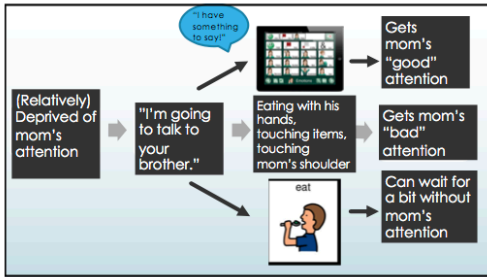 "I have
something
to say!"
Gets
mom's
"good"
attention
(Relatively)
Deprived of
mom's
attention
"I'm going
to talk to
your
brother."
Eating with his
hands,
touching items,
touching
mom's shoulder
Gets mom's
"bad"
attention
eat
Can wait for
a bit without
mom's
attention